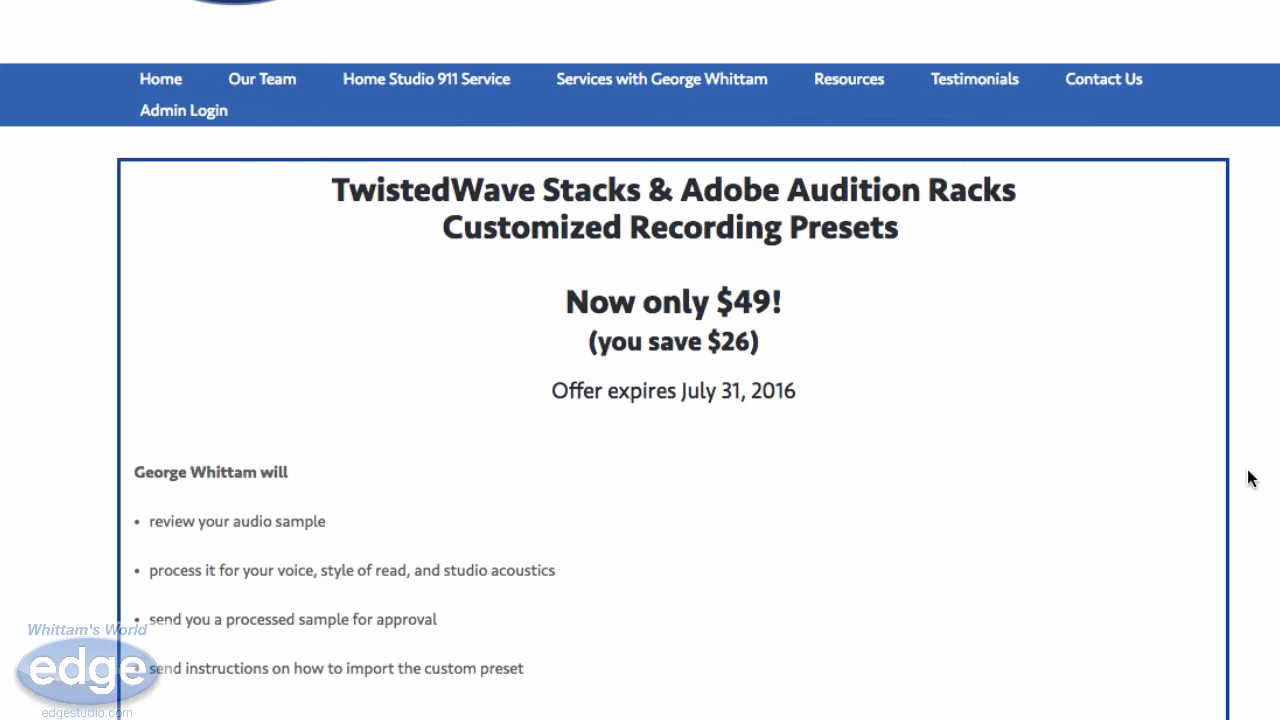 Home Our Team Home Studio 911 Service Services with George Whittam Resources Testimonials Contact Us
Admin Login
TwistedWave Stacks & Adobe Audition Racks
Customized Recording Presets
Now only $49!
(you save $26)
Offer expires July 31, 2016
George Whittam will
• review your audio sample
• process it for your voice, style of read, and studio acoustics
• send you a processed sample for approval
• send instructions on how to import the custom preset
Whittam's World
edge
edgestudio.com